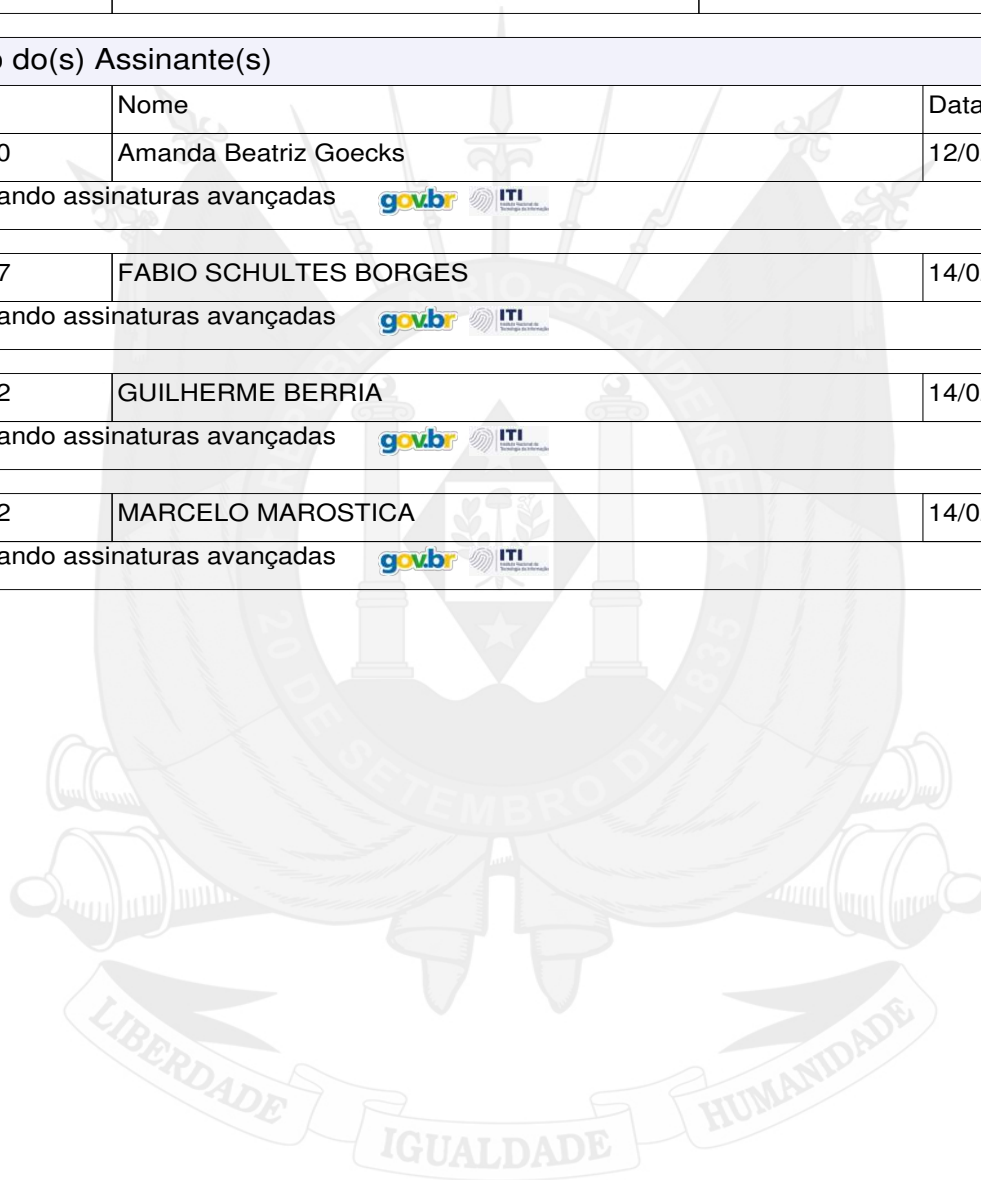 o do(s) Assinante(s)
Nome Data
0 Amanda Beatriz Goecks 12/0
ando assinaturas avançadas gov.br ITI
7 FABIO SCHULTES BORGES 14/0
ando assinaturas avançadas gov.br ITI
2 GUILHERME BERRIA 14/0
ando assinaturas avançadas gov.br ITI
2 MARCELO MAROSTICA 14/0
ando assinaturas avançadas gov.br ITI
REPUBLICA RIO-GRANDENSE
20 DE SETEMBRO DE 1835
LIBERDADE IGUALDADE HUMANIDADE